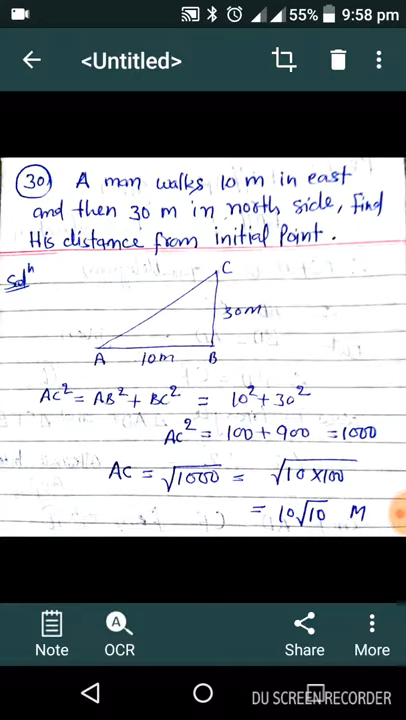 55% 9:58 pm
<Untitled>
30) A man walks 10 m in east
and then 30 m in north side, find
His distance from initial Point.
Solⁿ
C
30m
A 10m B
AC² = AB² + BC² = 10² + 30²
AC² = 100 + 900 = 1000
AC = √1000 = √10×100
= 10√10 M
A
Note OCR Share More
DU SCREEN RECORDER